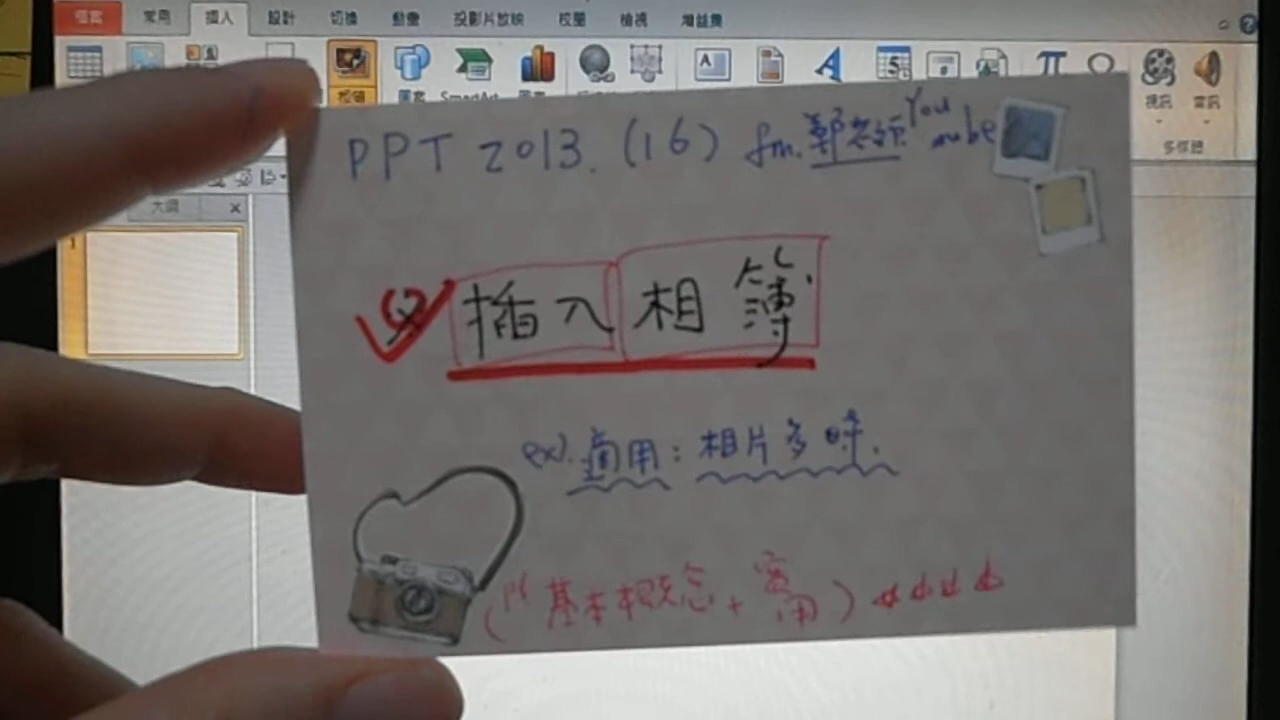 檔案 常用 插入 設計 切換 動畫 投影片放映 校閱 檢視 增益集
相簿 圖案 SmartArt 圖表 視訊 音訊
多媒體
大綱 x
1
PPT 2013. (16) fm. 鄭老師 You
插入相簿.
ex). 適用: 相片多時.
基本概念 + 實用)